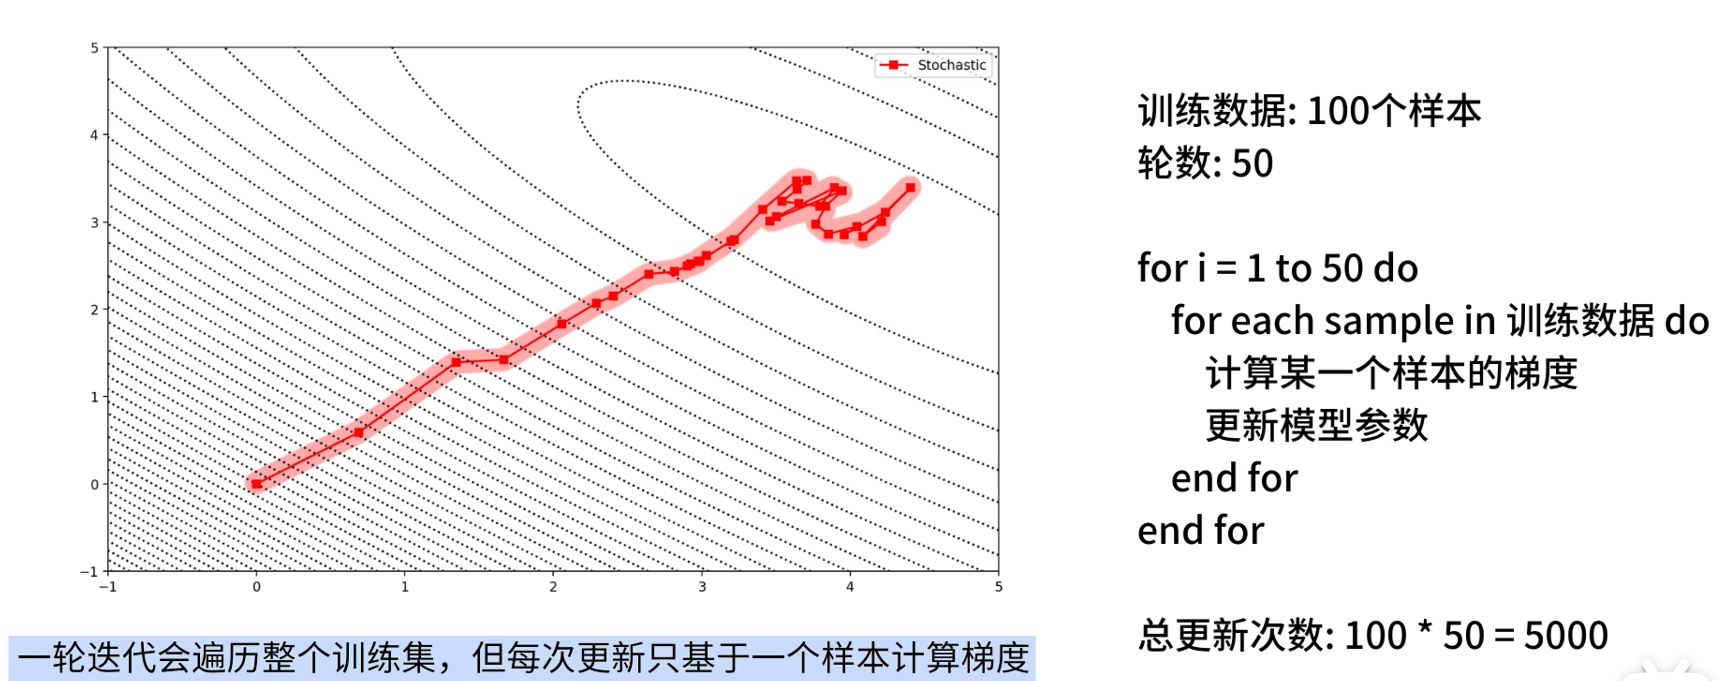 5
4
3
2
1
0
−1
−1 0 1 2 3 4 5
Stochastic
一轮迭代会遍历整个训练集，但每次更新只基于一个样本计算梯度
训练数据: 100个样本
轮数: 50
for i = 1 to 50 do
for each sample in 训练数据 do
计算某一个样本的梯度
更新模型参数
end for
end for
总更新次数: 100 * 50 = 5000